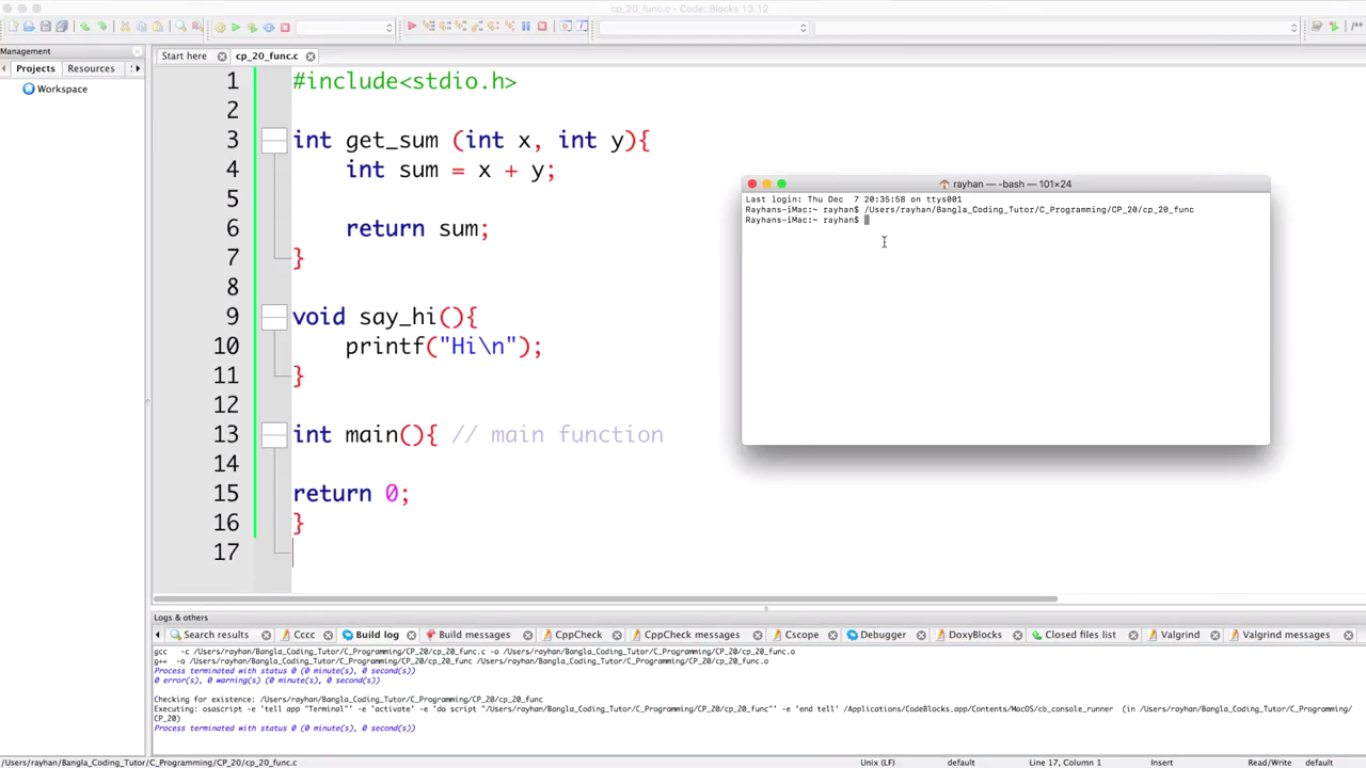 cp_20_func.c - Code::Blocks 13.12
Management
Projects Resources
Workspace
Start here cp_20_func.c
1 #include<stdio.h>
2
3 int get_sum (int x, int y){
4 int sum = x + y;
5
6 return sum;
7 }
8
9 void say_hi(){
10 printf("Hi\n");
11 }
12
13 int main(){ // main function
14
15 return 0;
16 }
17
rayhan — -bash — 101×24
Last login: Thu Dec  7 20:35:58 on ttys001
Rayhans-iMac:~ rayhan$ /Users/rayhan/Bangla_Coding_Tutor/C_Programming/CP_20/cp_20_func
Rayhans-iMac:~ rayhan$
Logs & others
Search results Cccc Build log Build messages CppCheck CppCheck messages Cscope Debugger DoxyBlocks Closed files list Valgrind Valgrind messages
gcc -c /Users/rayhan/Bangla_Coding_Tutor/C_Programming/CP_20/cp_20_func.c -o /Users/rayhan/Bangla_Coding_Tutor/C_Programming/CP_20/cp_20_func.o
g++ -o /Users/rayhan/Bangla_Coding_Tutor/C_Programming/CP_20/cp_20_func /Users/rayhan/Bangla_Coding_Tutor/C_Programming/CP_20/cp_20_func.o
Process terminated with status 0 (0 minute(s), 0 second(s))
0 error(s), 0 warning(s) (0 minute(s), 0 second(s))
Checking for existence: /Users/rayhan/Bangla_Coding_Tutor/C_Programming/CP_20/cp_20_func
Executing: osascript -e 'tell app "Terminal"' -e 'activate' -e 'do script "/Users/rayhan/Bangla_Coding_Tutor/C_Programming/CP_20/cp_20_func"' -e 'end tell' /Applications/CodeBlocks.app/Contents/MacOS/cb_console_runner (in /Users/rayhan/Bangla_Coding_Tutor/C_Programming/
CP_20)
Process terminated with status 0 (0 minute(s), 0 second(s))
/Users/rayhan/Bangla_Coding_Tutor/C_Programming/CP_20/cp_20_func.c Unix (LF) default Line 17, Column 1 Insert Read/Write default